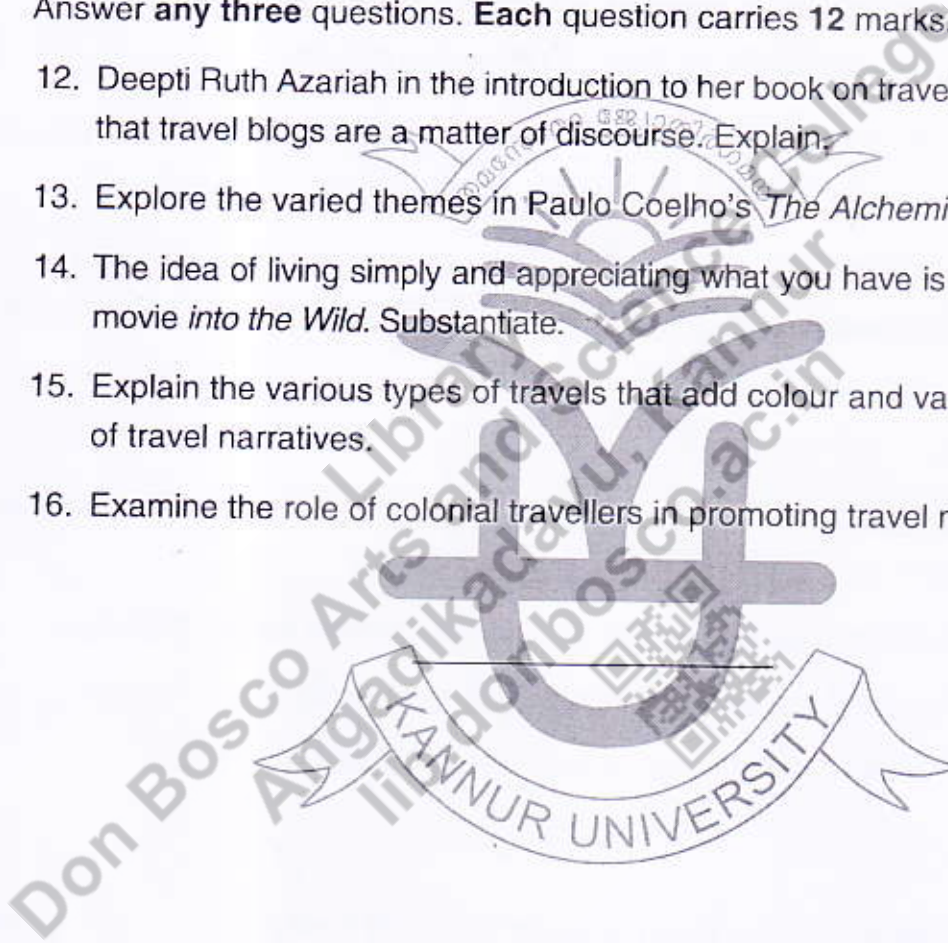 Answer any three questions. Each question carries 12 marks.
12. Deepti Ruth Azariah in the introduction to her book on trave
that travel blogs are a matter of discourse. Explain.
13. Explore the varied themes in Paulo Coelho's The Alchemi
14. The idea of living simply and appreciating what you have is
movie into the Wild. Substantiate.
15. Explain the various types of travels that add colour and va
of travel narratives.
16. Examine the role of colonial travellers in promoting travel
Library
Don Bosco Arts and Science College
Angadikadavu, Kannur
KANNUR UNIVERSITY